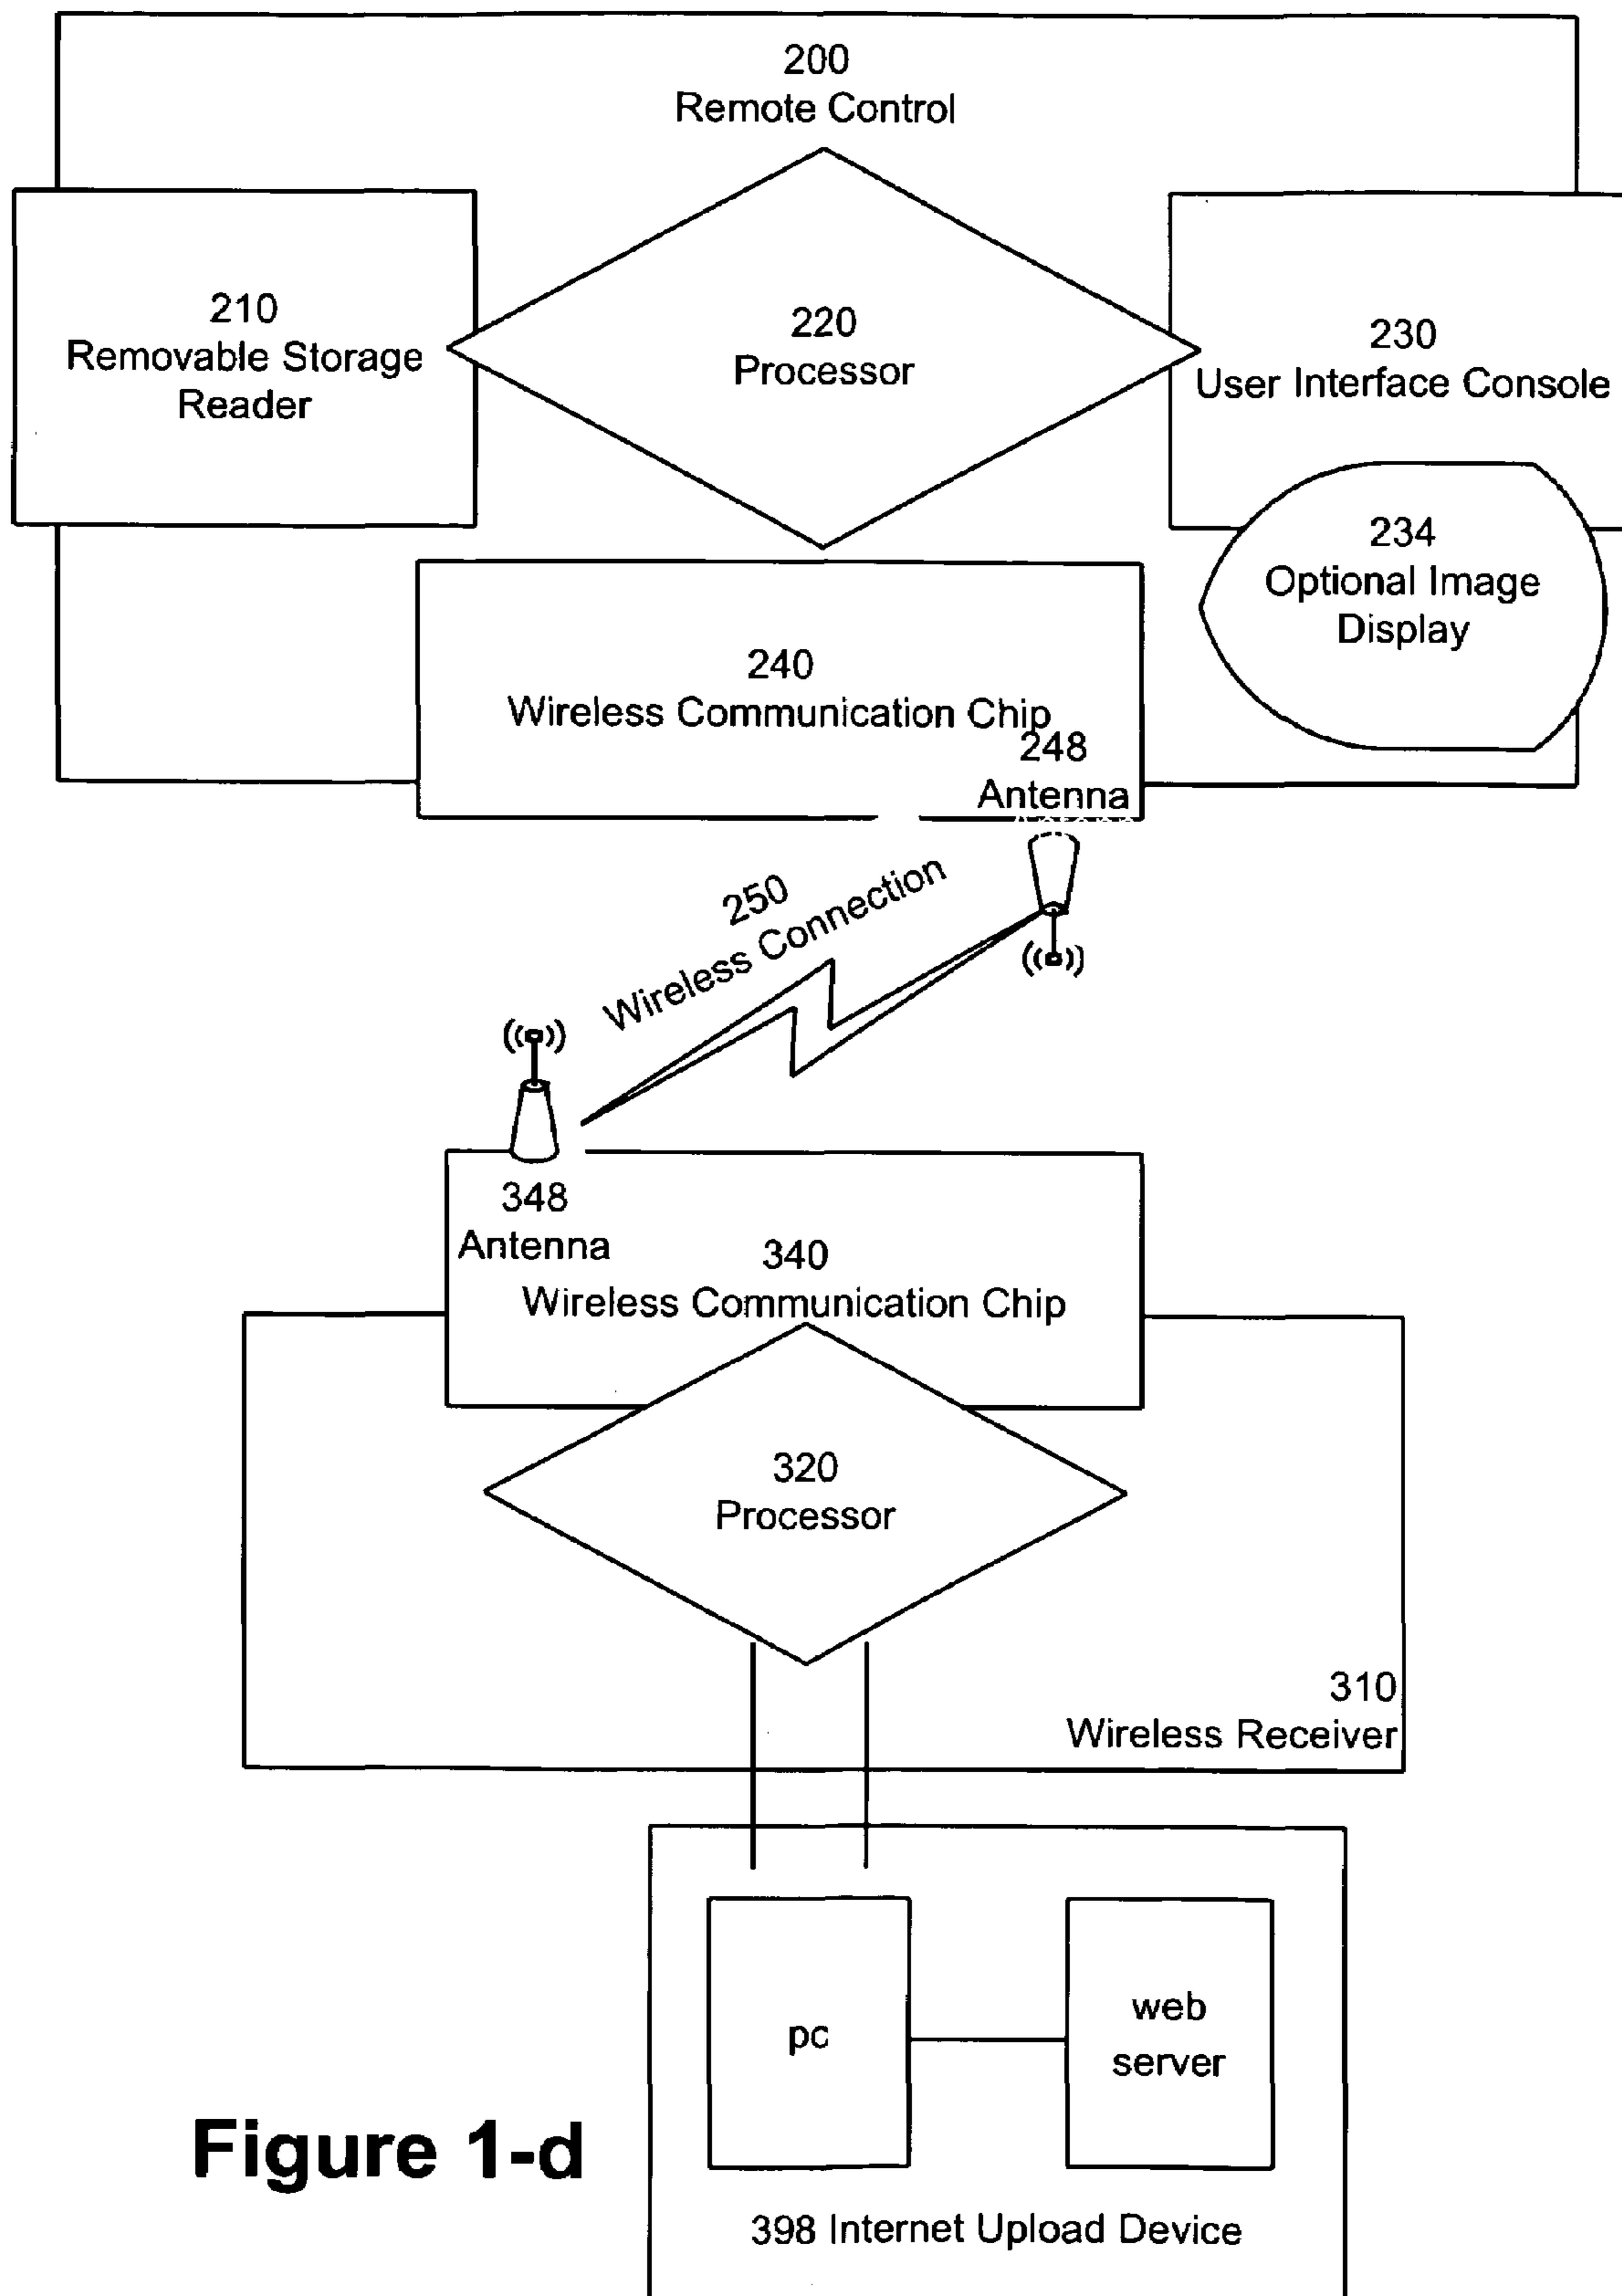 200
Remote Control
210
Removable Storage
Reader
220
Processor
230
User Interface Console
234
Optional Image
Display
240
Wireless Communication Chip
248
Antenna
250
Wireless Connection
348
Antenna
340
Wireless Communication Chip
320
Processor
310
Wireless Receiver
pc
web
server
398 Internet Upload Device
Figure 1-d